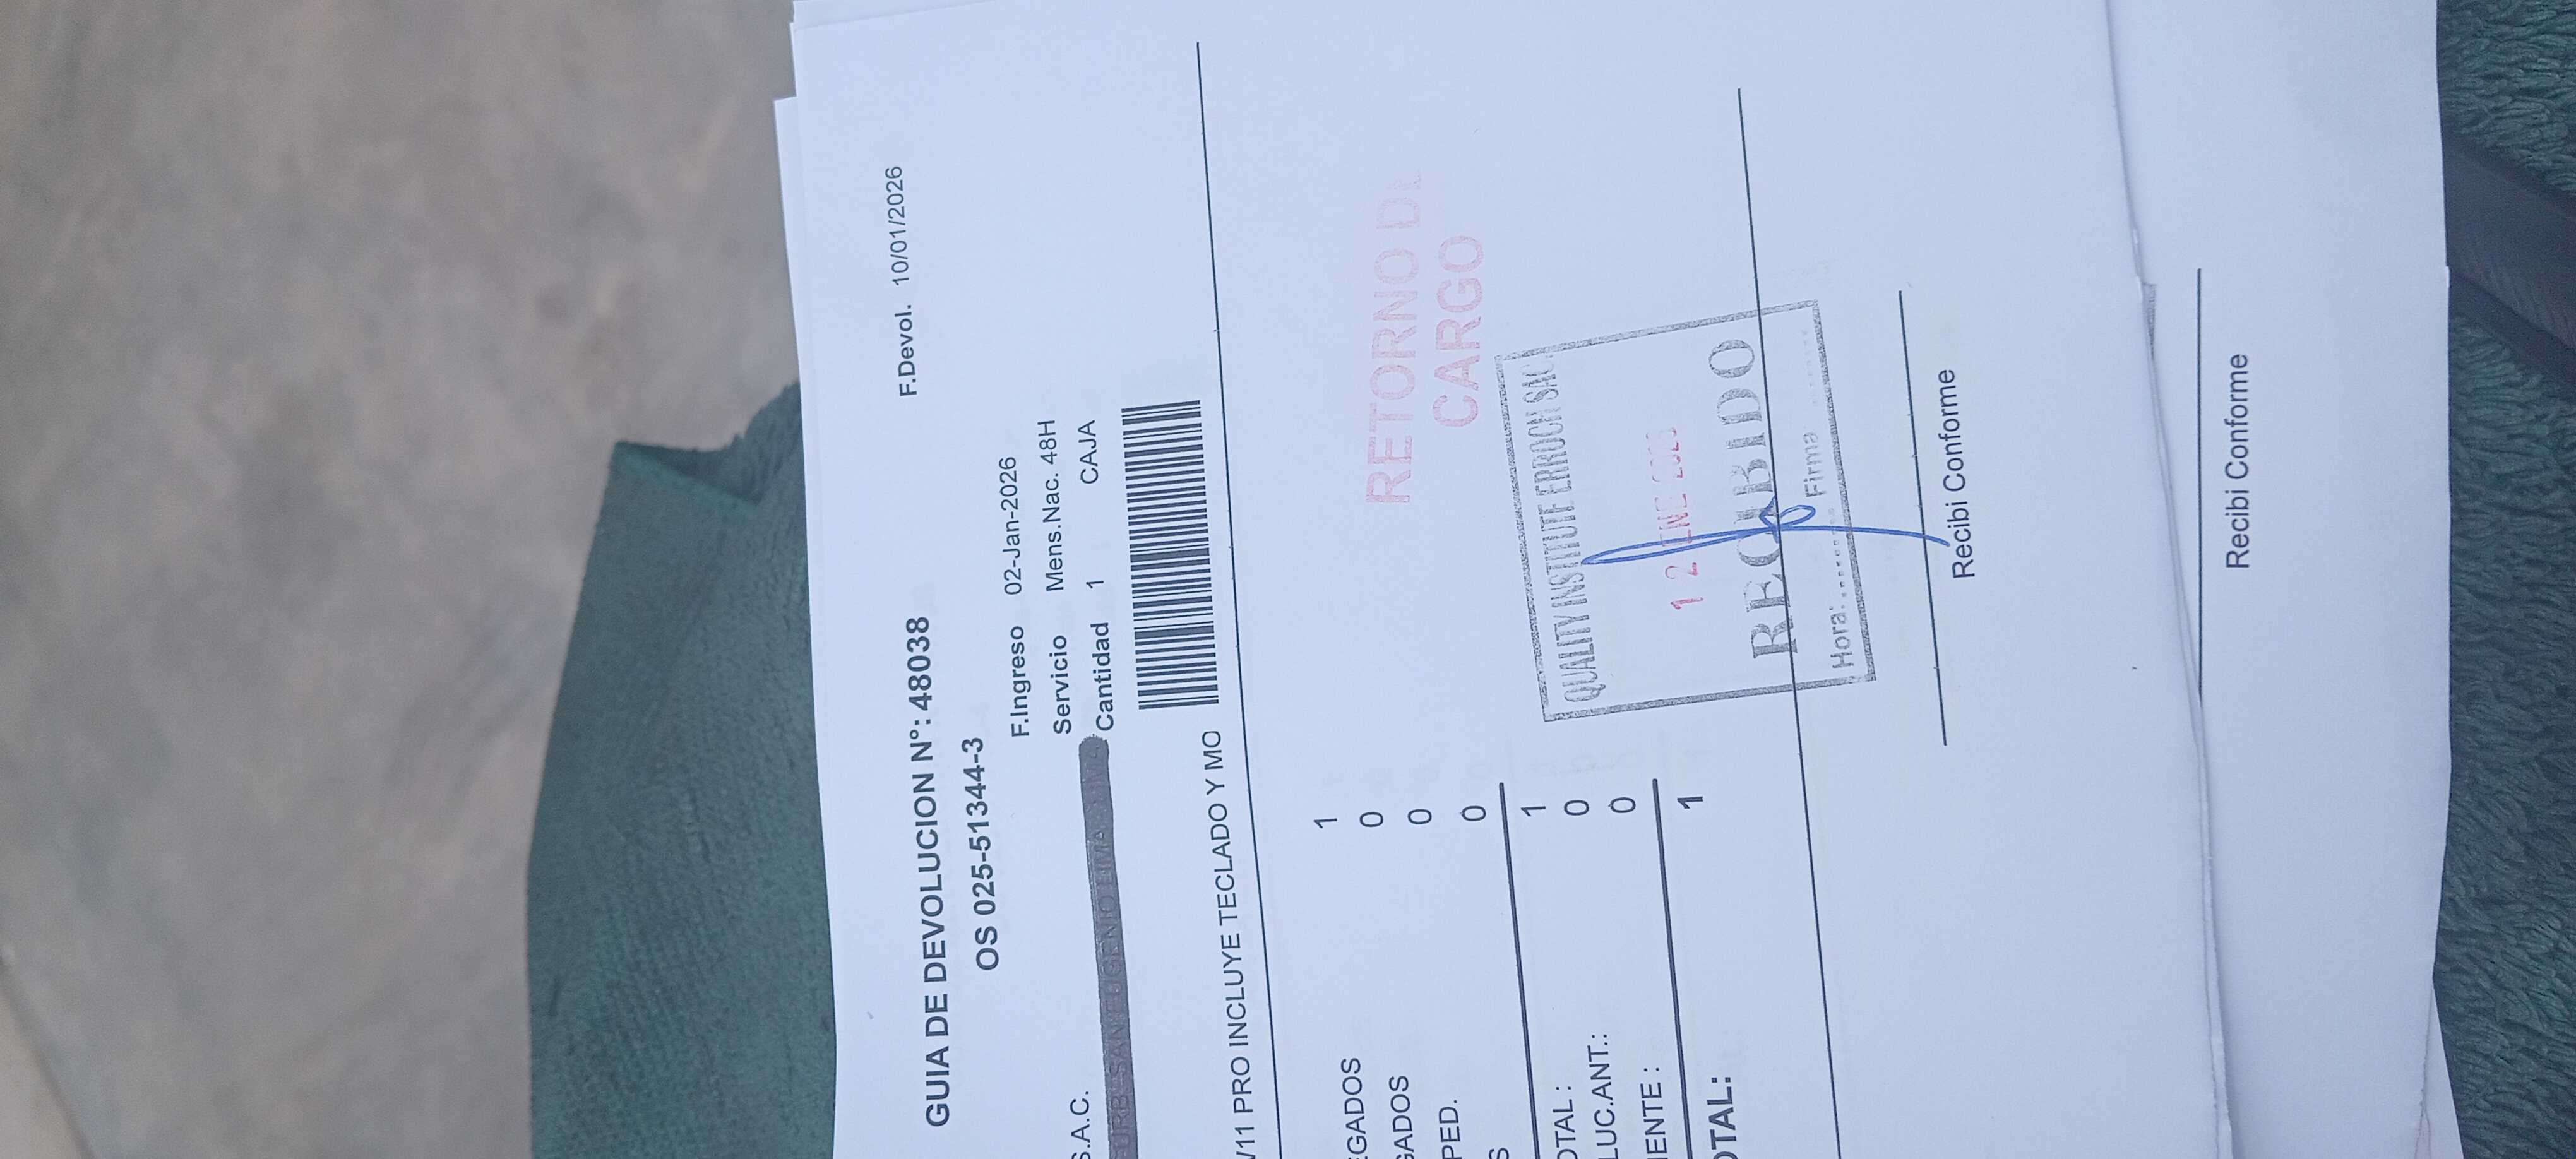 F.Devol. 10/01/2026
GUIA DE DEVOLUCION N°: 48038
OS 025-51344-3
F.Ingreso 02-Jan-2026
Servicio Mens.Nac. 48H
S.A.C.
Cantidad 1 CAJA
11 PRO INCLUYE TECLADO Y MO
EGADOS 1
GADOS 0
PED. 0
S 0
OTAL : 1
LUC.ANT.: 0
IENTE : 0
OTAL: 1
RETORNO DE
CARGO
QUALITY INSTITUTE ERROCH SAC
12 ENE
RECIBIDO
Hora: Firma
Recibi Conforme
Recibi Conforme